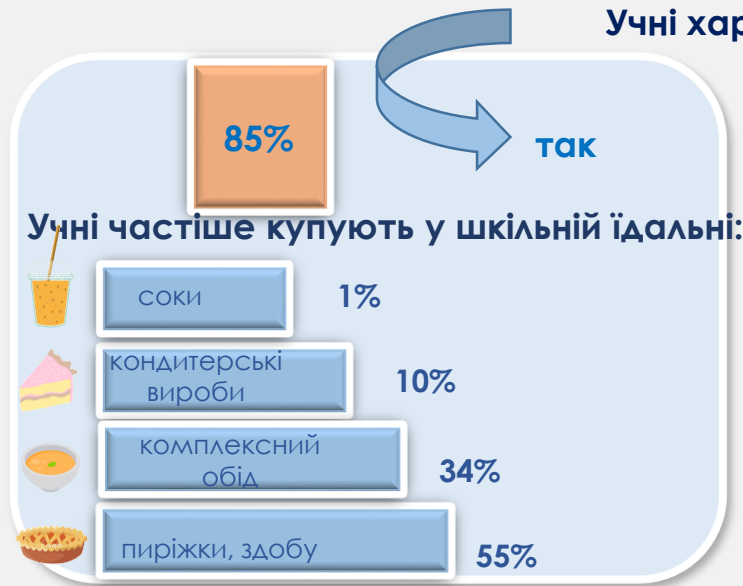 Учні хар
85%
так
Учні частіше купують у шкільній їдальні:
соки 1%
кондитерські
вироби 10%
комплексний
обід 34%
пиріжки, здобу 55%